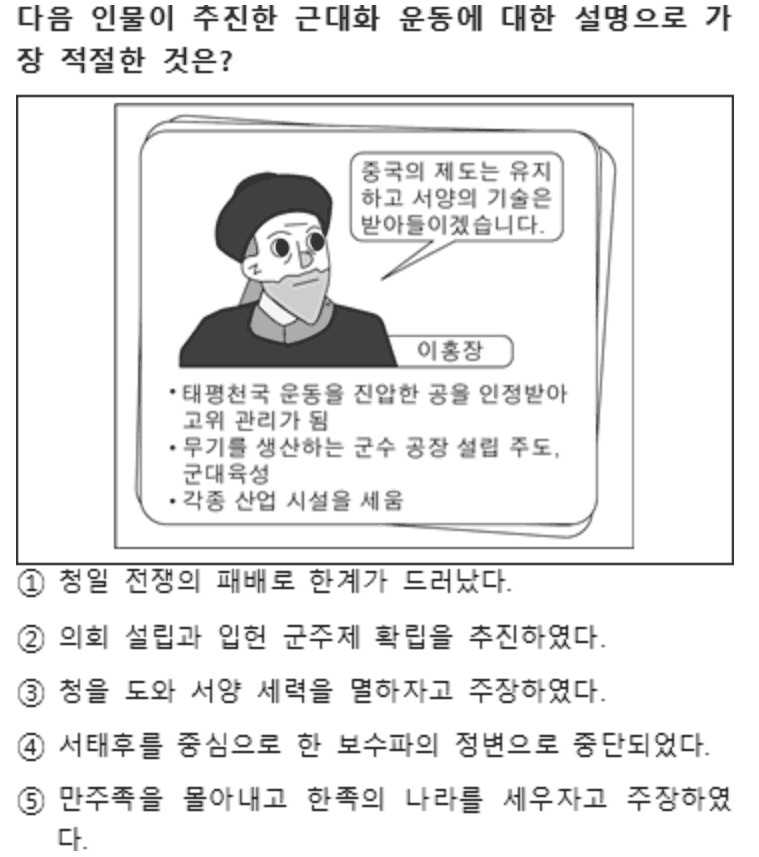 다음 인물이 추진한 근대화 운동에 대한 설명으로 가
장 적절한 것은?
중국의 제도는 유지
하고 서양의 기술은
받아들이겠습니다.
이홍장
• 태평천국 운동을 진압한 공을 인정받아
고위 관리가 됨
• 무기를 생산하는 군수 공장 설립 주도,
군대육성
• 각종 산업 시설을 세움
① 청일 전쟁의 패배로 한계가 드러났다.
② 의회 설립과 입헌 군주제 확립을 추진하였다.
③ 청을 도와 서양 세력을 멸하자고 주장하였다.
④ 서태후를 중심으로 한 보수파의 정변으로 중단되었다.
⑤ 만주족을 몰아내고 한족의 나라를 세우자고 주장하였
다.